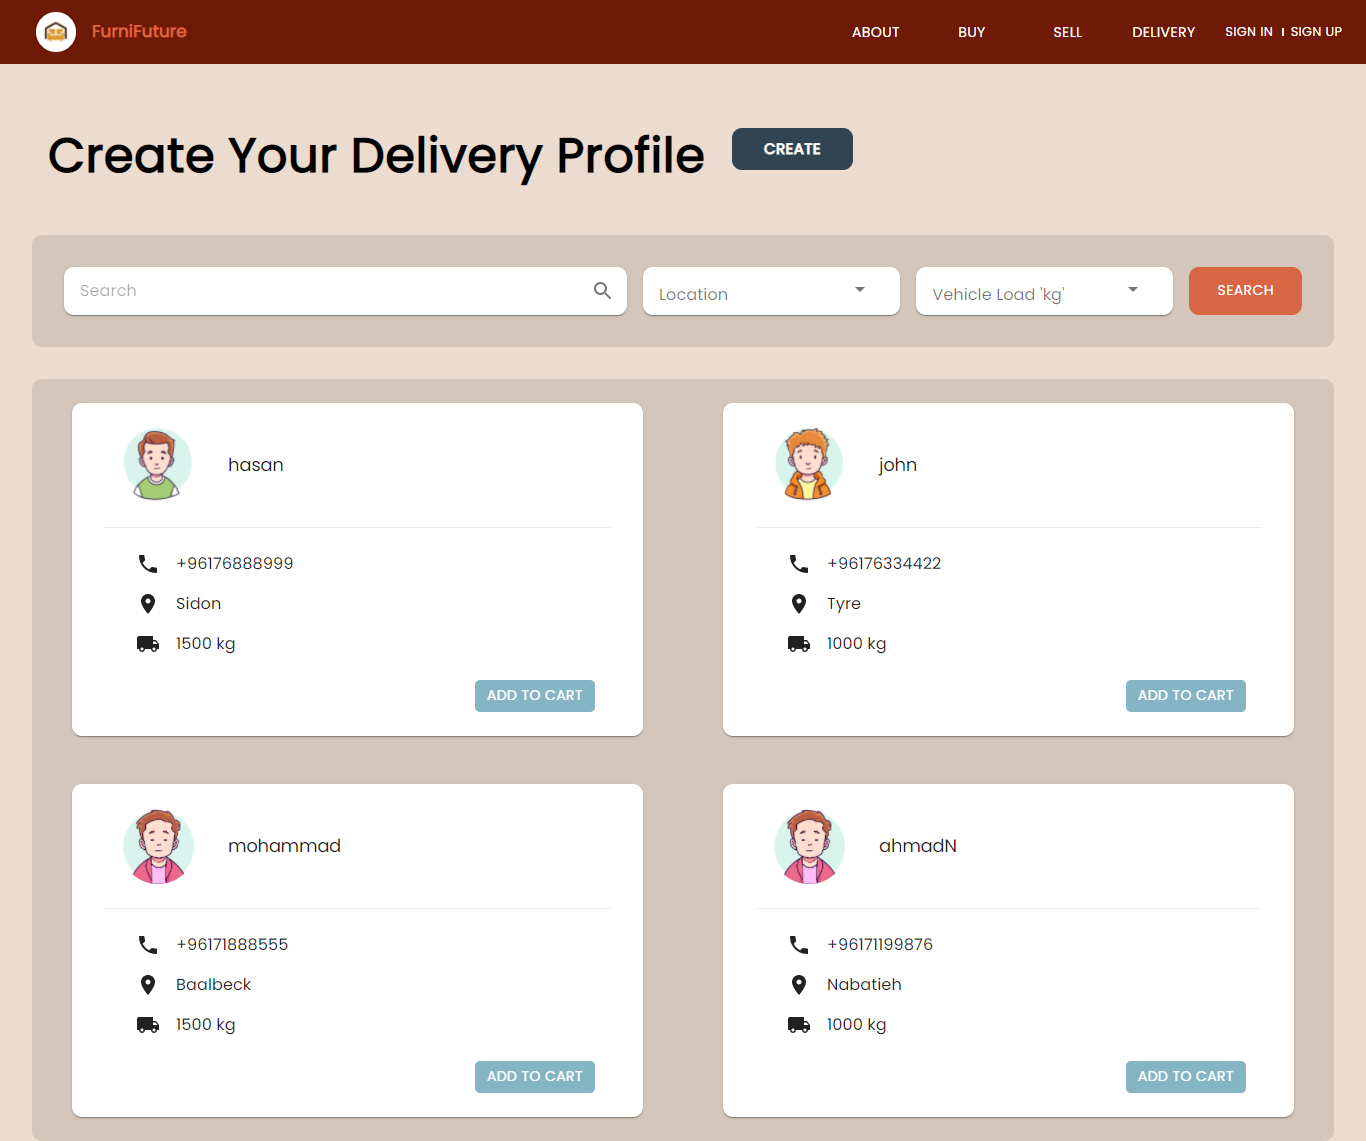 FurniFuture
ABOUT
BUY
SELL
DELIVERY
SIGN IN | SIGN UP
Create Your Delivery Profile
CREATE
Search
Location
Vehicle Load 'kg'
SEARCH
hasan
+96176888999
Sidon
1500 kg
ADD TO CART
john
+96176334422
Tyre
1000 kg
ADD TO CART
mohammad
+96171888555
Baalbeck
1500 kg
ADD TO CART
ahmadN
+96171199876
Nabatieh
1000 kg
ADD TO CART